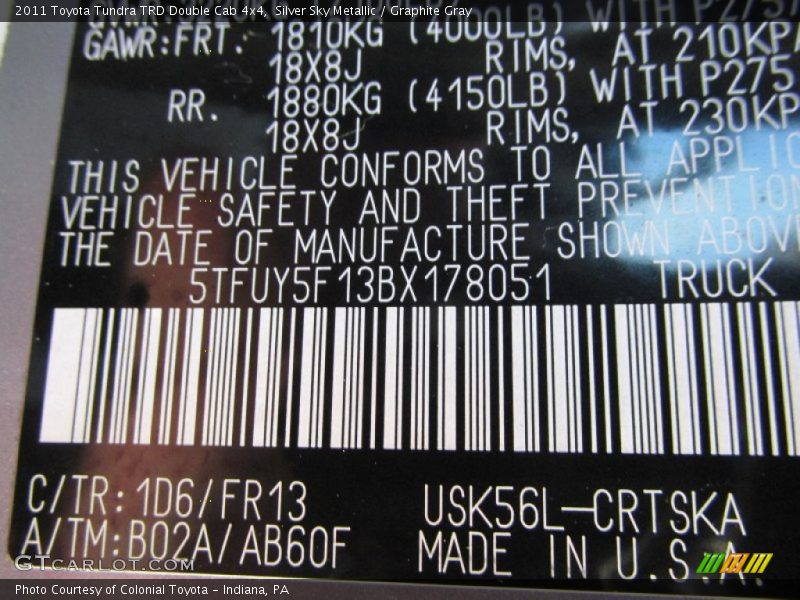 2011 Toyota Tundra TRD Double Cab 4x4, Silver Sky Metallic / Graphite Gray
GAWR:FRT. 1810KG (4000LB) WITH P275
18X8J RIMS, AT 210KPA
RR. 1880KG (4150LB) WITH P275
18X8J RIMS, AT 230KP
THIS VEHICLE CONFORMS TO ALL APPLIC
VEHICLE SAFETY AND THEFT PREVENTION
THE DATE OF MANUFACTURE SHOWN ABOV
5TFUY5F13BX178051 TRUCK
C/TR:1D6/FR13 USK56L-CRTSKA
A/TM:B02A/AB60F MADE IN U.S.A.
GTCARLOT.COM
Photo Courtesy of Colonial Toyota - Indiana, PA